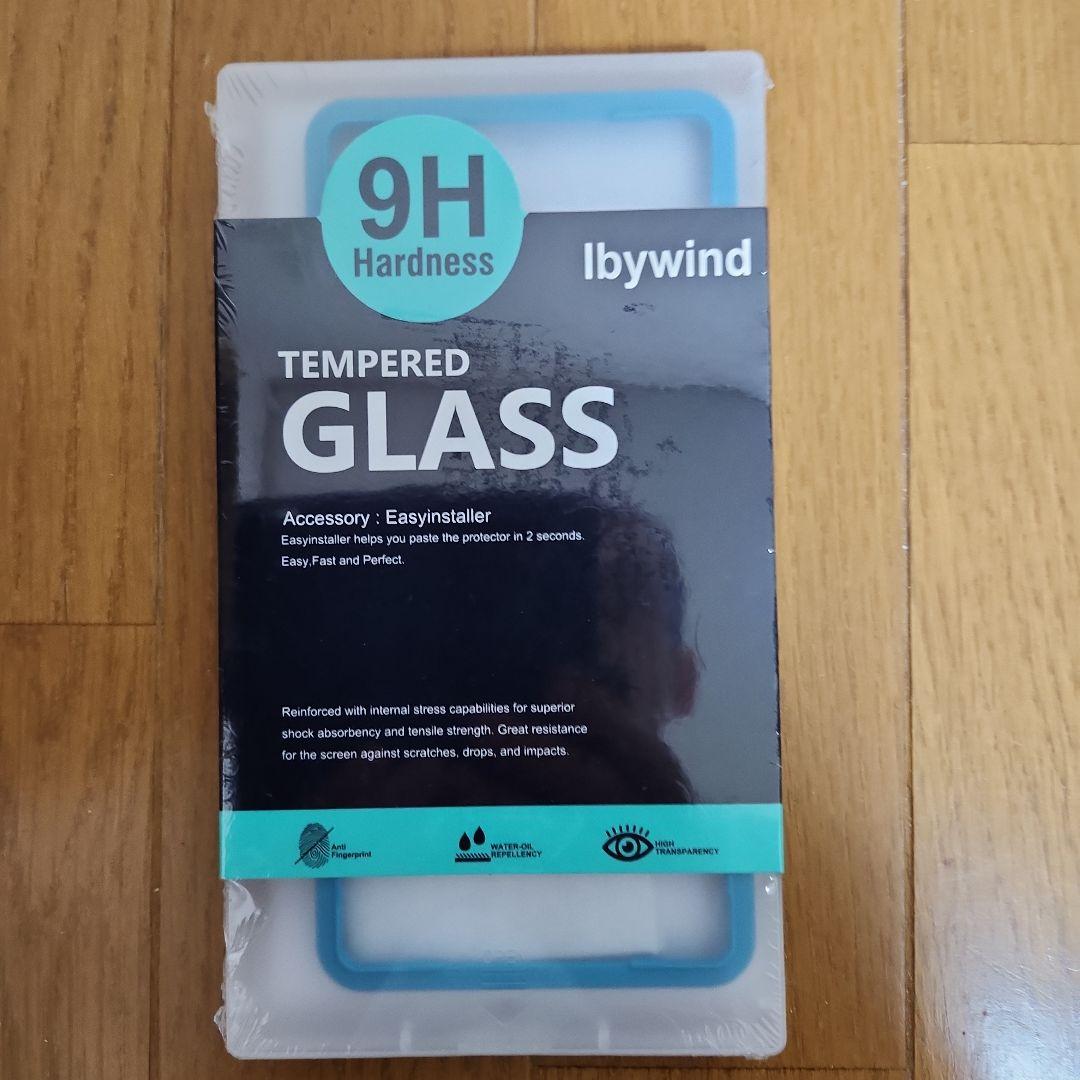 9H
Hardness
lbywind
TEMPERED
GLASS
Accessory : Easyinstaller
Easyinstaller helps you paste the protector in 2 seconds.
Easy,Fast and Perfect.
Reinforced with internal stress capabilities for superior
shock absorbency and tensile strength. Great resistance
for the screen against scratches, drops, and impacts.
Anti
Fingerprint
WATER-OIL
REPELLENCY
HIGH
TRANSPARENCY